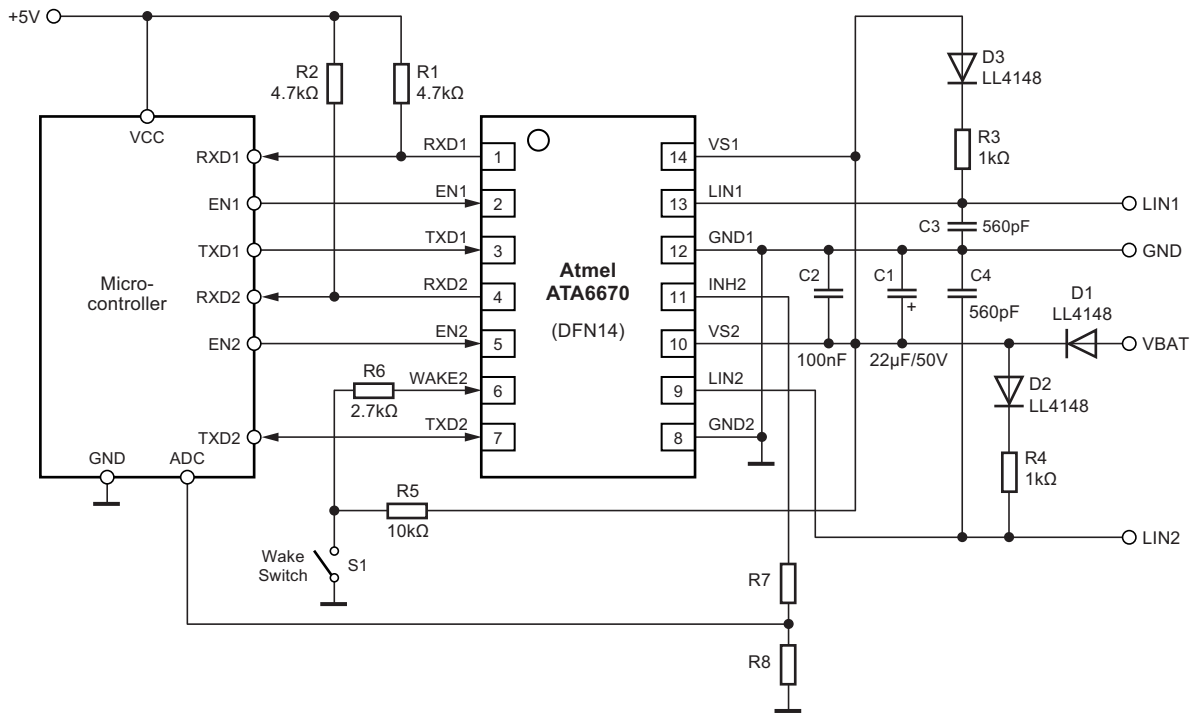 +5V
R2
4.7kΩ
R1
4.7kΩ
D3
LL4148
VCC
RXD1
RXD1
1
14
VS1
R3
1kΩ
EN1
EN1
2
13
LIN1
LIN1
C3
560pF
TXD1
TXD1
3
12
GND1
GND
Micro-
controller
Atmel
ATA6670
(DFN14)
C2
C1
C4
560pF
+
RXD2
RXD2
4
11
INH2
D1
LL4148
EN2
EN2
5
10
VS2
VBAT
100nF
22µF/50V
R6
2.7kΩ
WAKE2
6
9
LIN2
D2
LL4148
TXD2
TXD2
7
8
GND2
GND
ADC
R4
1kΩ
R5
10kΩ
LIN2
Wake
Switch
S1
R7
R8